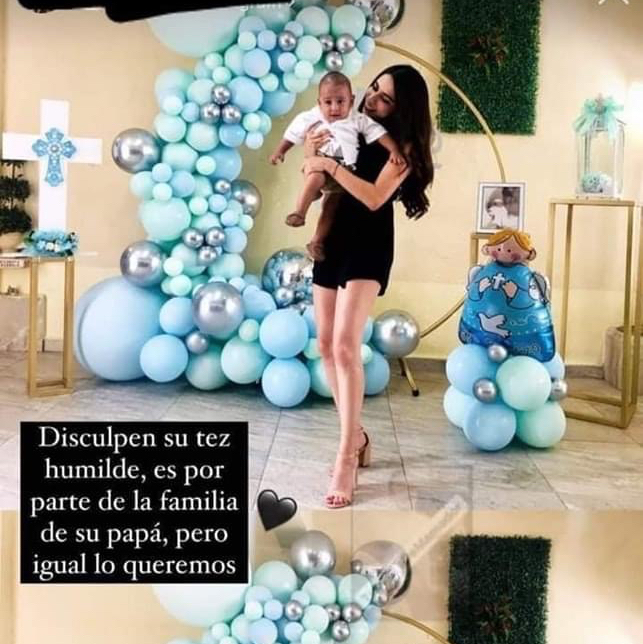 Disculpen su tez
humilde, es por
parte de la familia
de su papá, pero
igual lo queremos